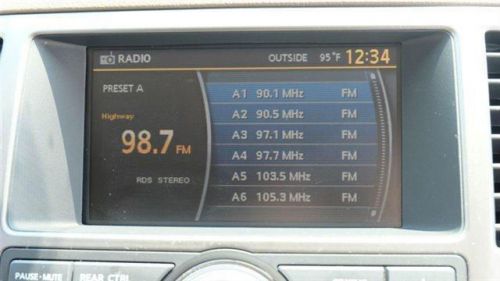 RADIO OUTSIDE 95°F 12:34
PRESET A
Highway
98.7 FM
RDS STEREO
A1 90.1 MHz FM
A2 90.5 MHz FM
A3 97.1 MHz FM
A4 97.7 MHz FM
A5 103.5 MHz FM
A6 105.3 MHz FM
PAUSE·MUTE REAR CTRL